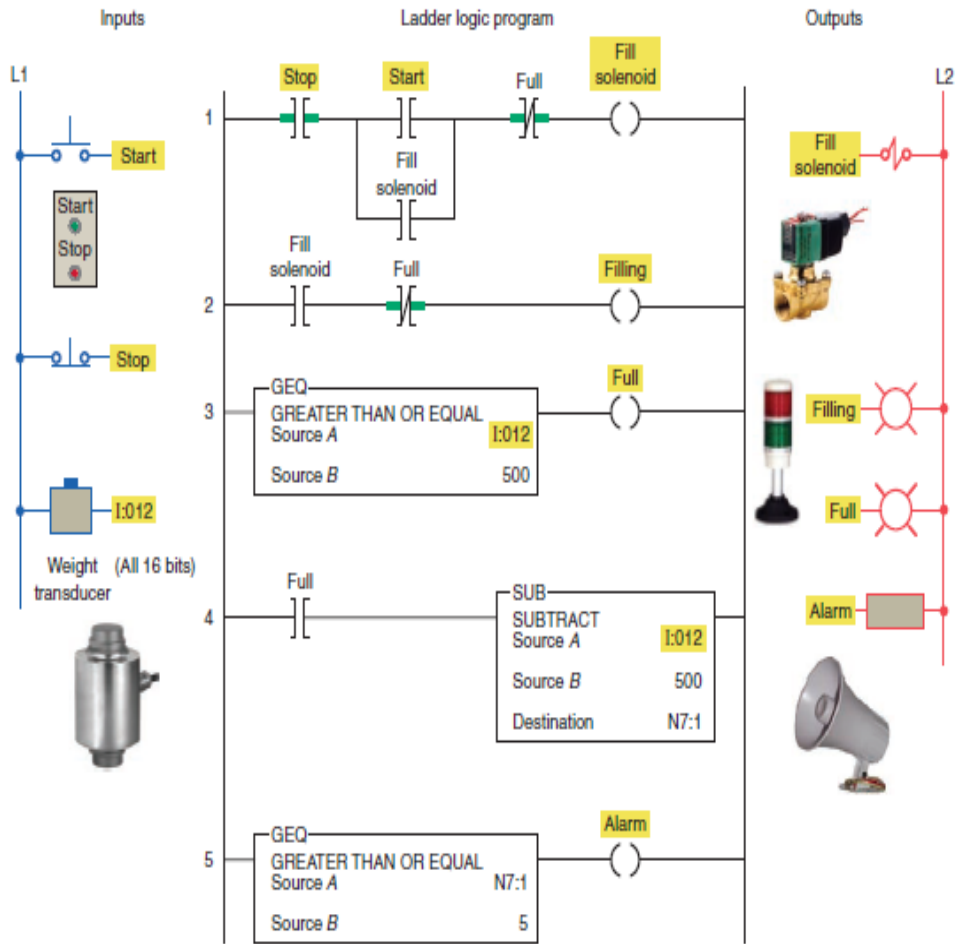 Inputs
Ladder logic program
Outputs
L1
L2
Start
Start
Stop
Stop
Weight
transducer
(All 16 bits)
I:012
1
Stop
Start
Full
Fill
solenoid
Fill
solenoid
2
Fill
solenoid
Full
Filling
3
GEQ
GREATER THAN OR EQUAL
Source A I:012
Source B 500
Full
4
Full
SUB
SUBTRACT
Source A I:012
Source B 500
Destination N7:1
5
GEQ
GREATER THAN OR EQUAL
Source A N7:1
Source B 5
Alarm
Fill
solenoid
Filling
Full
Alarm